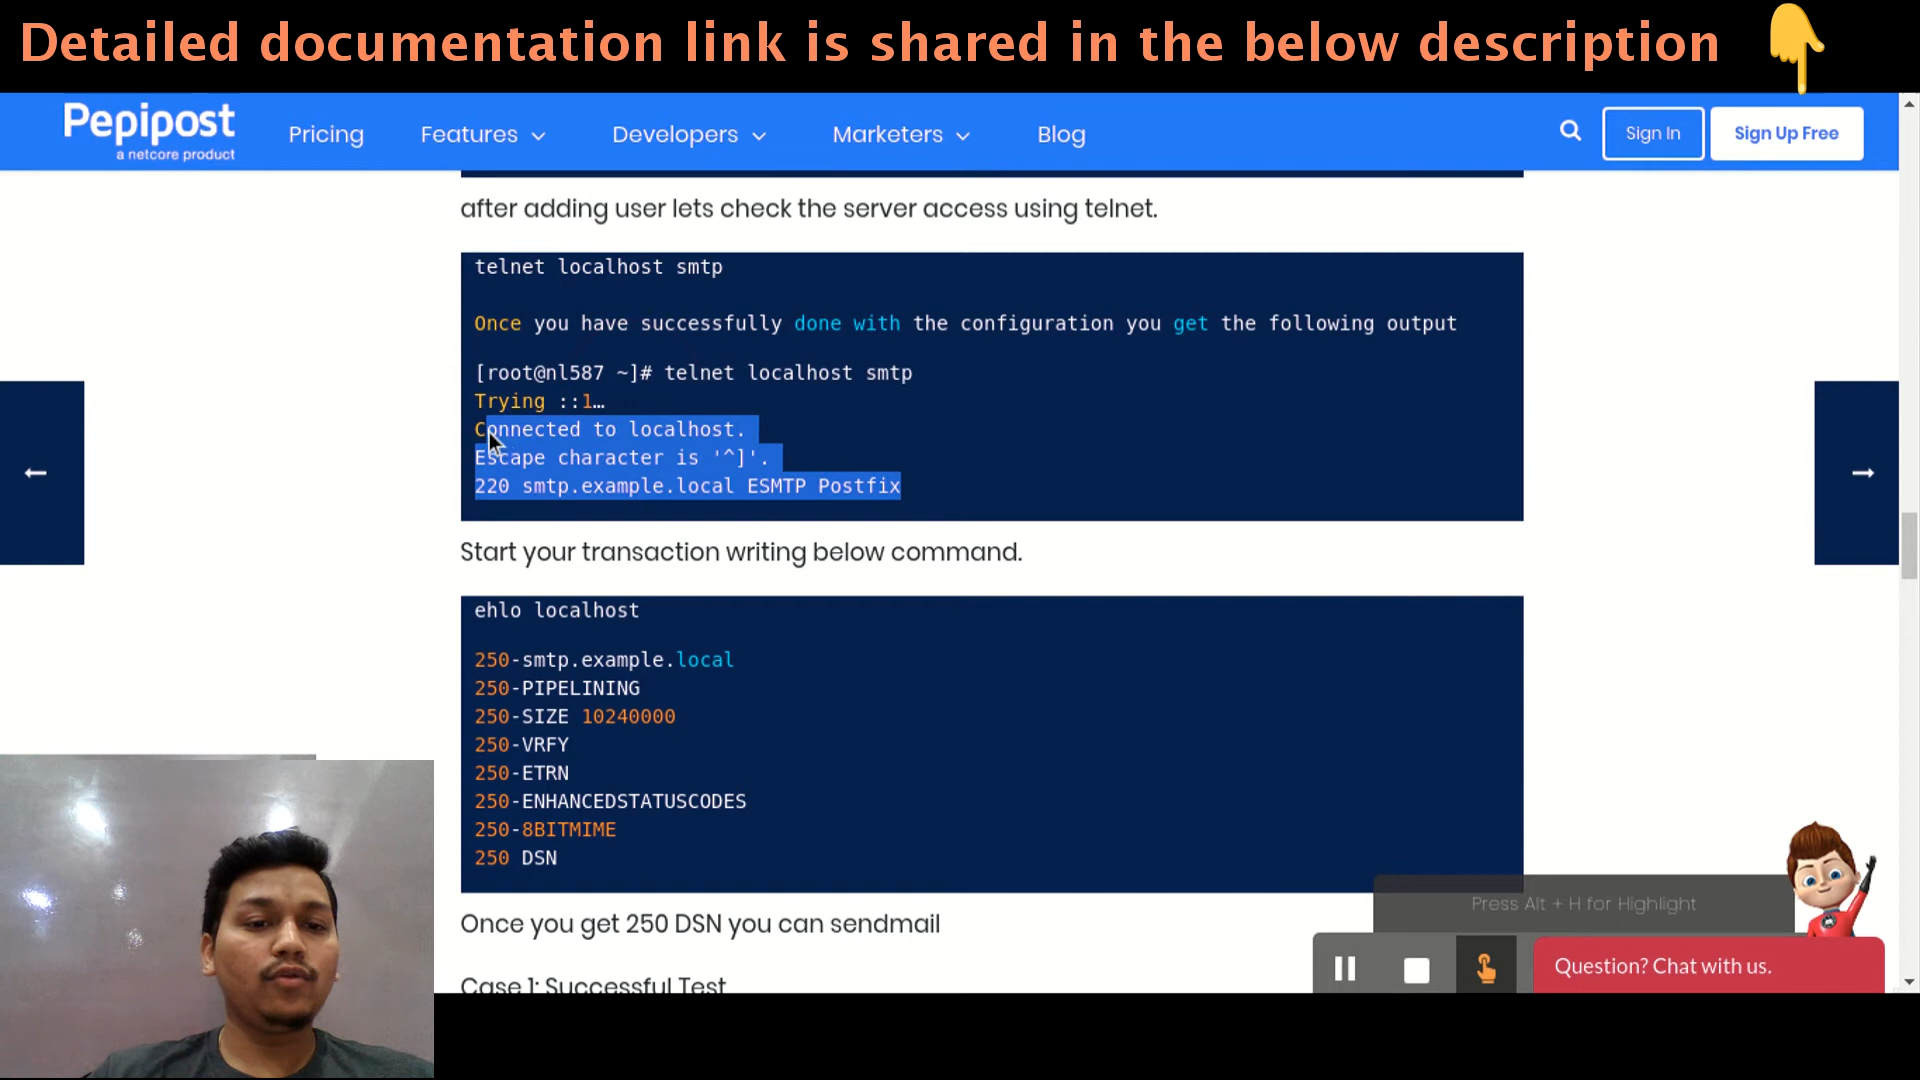 Detailed documentation link is shared in the below description
Pepipost
a netcore product
Pricing
Features
Developers
Marketers
Blog
Sign In
Sign Up Free
after adding user lets check the server access using telnet.
telnet localhost smtp
Once you have successfully done with the configuration you get the following output
[root@nl587 ~]# telnet localhost smtp
Trying ::1…
Connected to localhost.
Escape character is '^]'.
220 smtp.example.local ESMTP Postfix
Start your transaction writing below command.
ehlo localhost
250-smtp.example.local
250-PIPELINING
250-SIZE 10240000
250-VRFY
250-ETRN
250-ENHANCEDSTATUSCODES
250-8BITMIME
250 DSN
Once you get 250 DSN you can sendmail
Case 1: Successful Test
Press Alt + H for Highlight
Question? Chat with us.